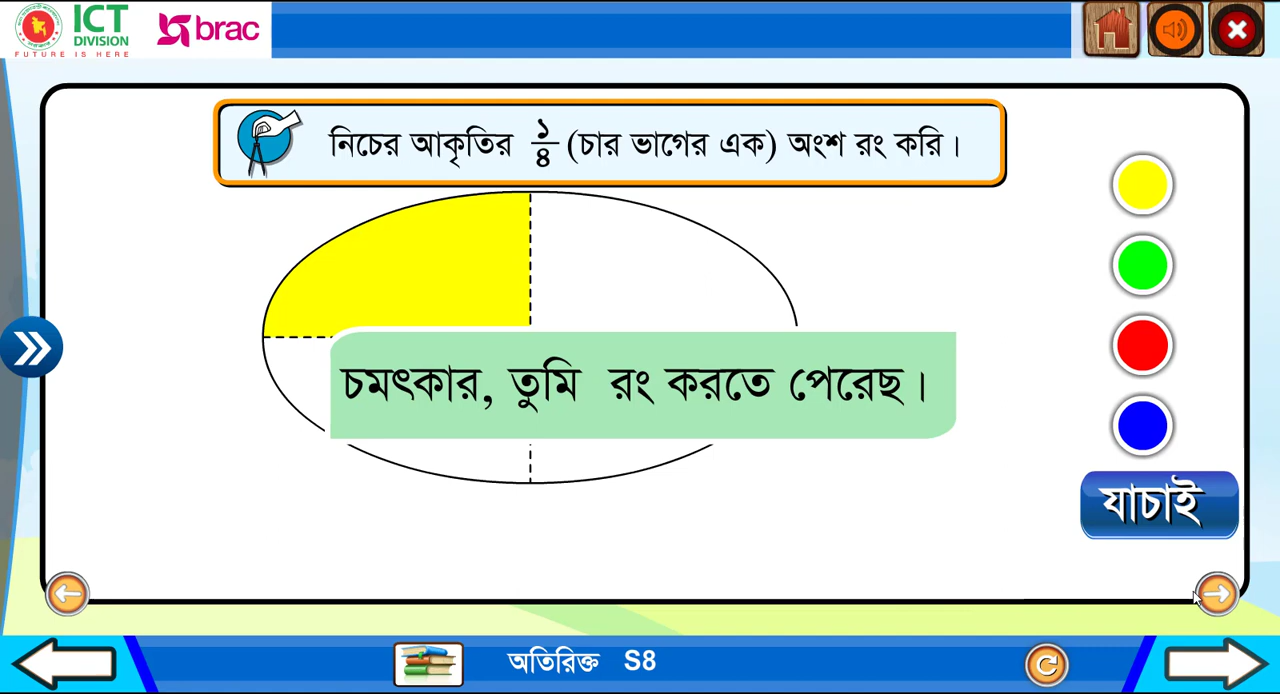 ICT
DIVISION
FUTURE IS HERE
brac
নিচের আকৃতির ১/৪ (চার ভাগের এক) অংশ রং করি।
চমৎকার, তুমি রং করতে পেরেছ।
যাচাই
অতিরিক্ত S8